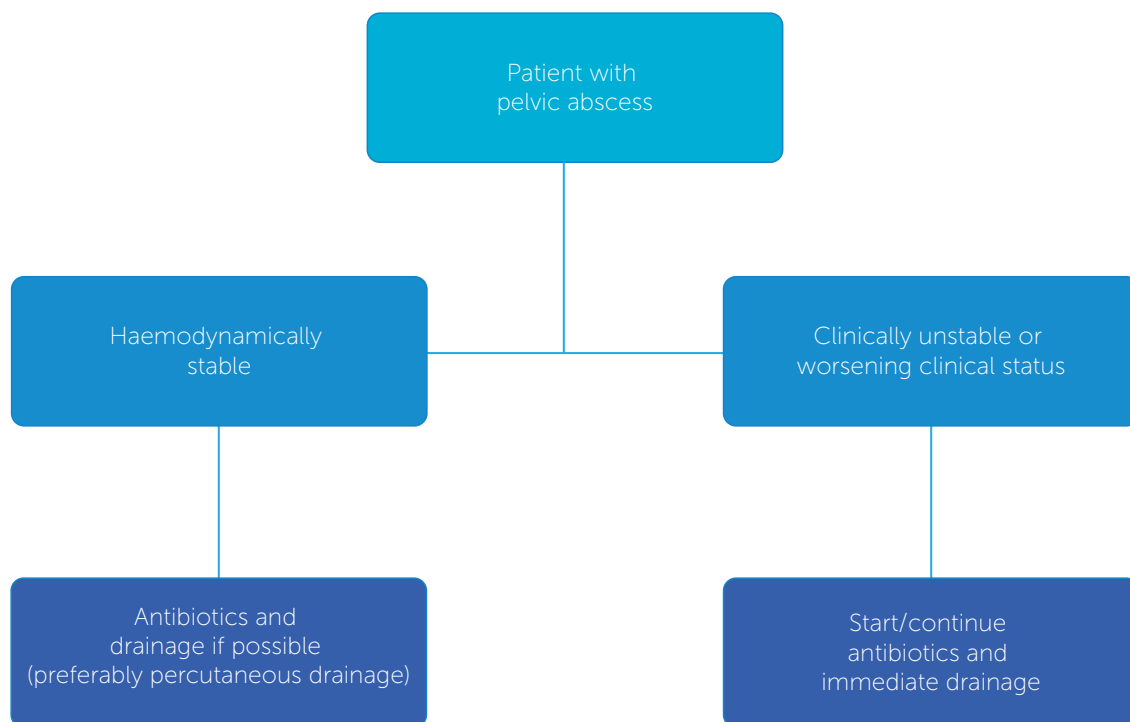 Patient with
pelvic abscess
Haemodynamically
stable
Clinically unstable or
worsening clinical status
Antibiotics and
drainage if possible
(preferably percutaneous drainage)
Start/continue
antibiotics and
immediate drainage